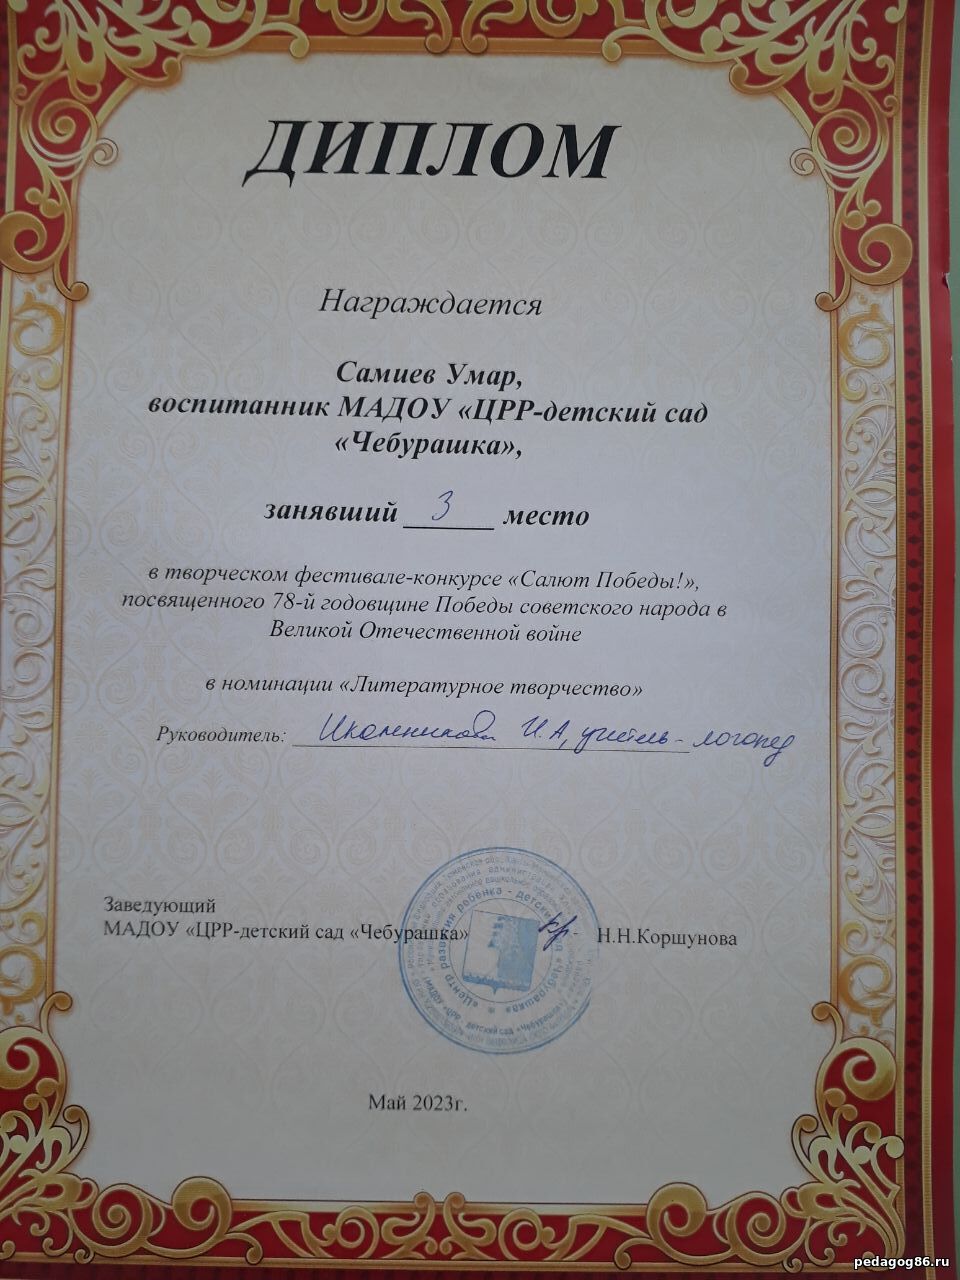 ДИПЛОМ
Награждается
Самиев Умар,
воспитанник МАДОУ «ЦРР-детский сад
«Чебурашка»,
занявший 3 место
в творческом фестивале-конкурсе «Салют Победы!»,
посвященного 78-й годовщине Победы советского народа в
Великой Отечественной войне
в номинации «Литературное творчество»
Руководитель: И.А, учитель-логопед
Заведующий
МАДОУ «ЦРР-детский сад «Чебурашка» Н.Н.Коршунова
Май 2023г.
pedagog86.ru